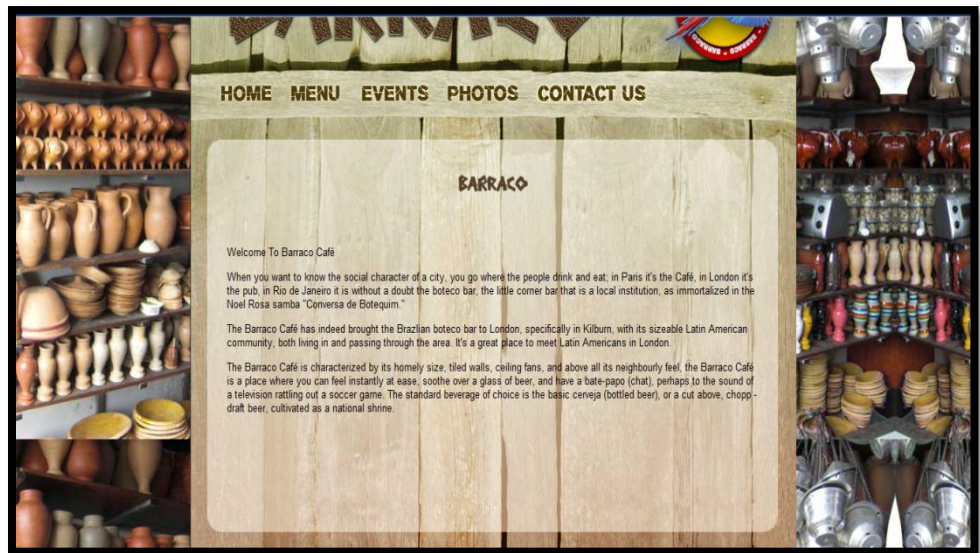 BARRACO
- BARRACO - BARRACO -
HOME MENU EVENTS PHOTOS CONTACT US
BARRACO
Welcome To Barraco Café
When you want to know the social character of a city, you go where the people drink and eat; in Paris it's the Café, in London it's
the pub, in Rio de Janeiro it is without a doubt the boteco bar, the little corner bar that is a local institution, as immortalized in the
Noel Rosa samba "Conversa de Botequim."
The Barraco Café has indeed brought the Brazlian boteco bar to London, specifically in Kilburn, with its sizeable Latin American
community, both living in and passing through the area. It's a great place to meet Latin Americans in London.
The Barraco Café is characterized by its homely size, tiled walls, ceiling fans, and above all its neighbourly feel, the Barraco Café
is a place where you can feel instantly at ease, soothe over a glass of beer, and have a bate-papo (chat), perhaps to the sound of
a television rattling out a soccer game. The standard beverage of choice is the basic cerveja (bottled beer), or a cut above, chopp -
draft beer, cultivated as a national shrine.